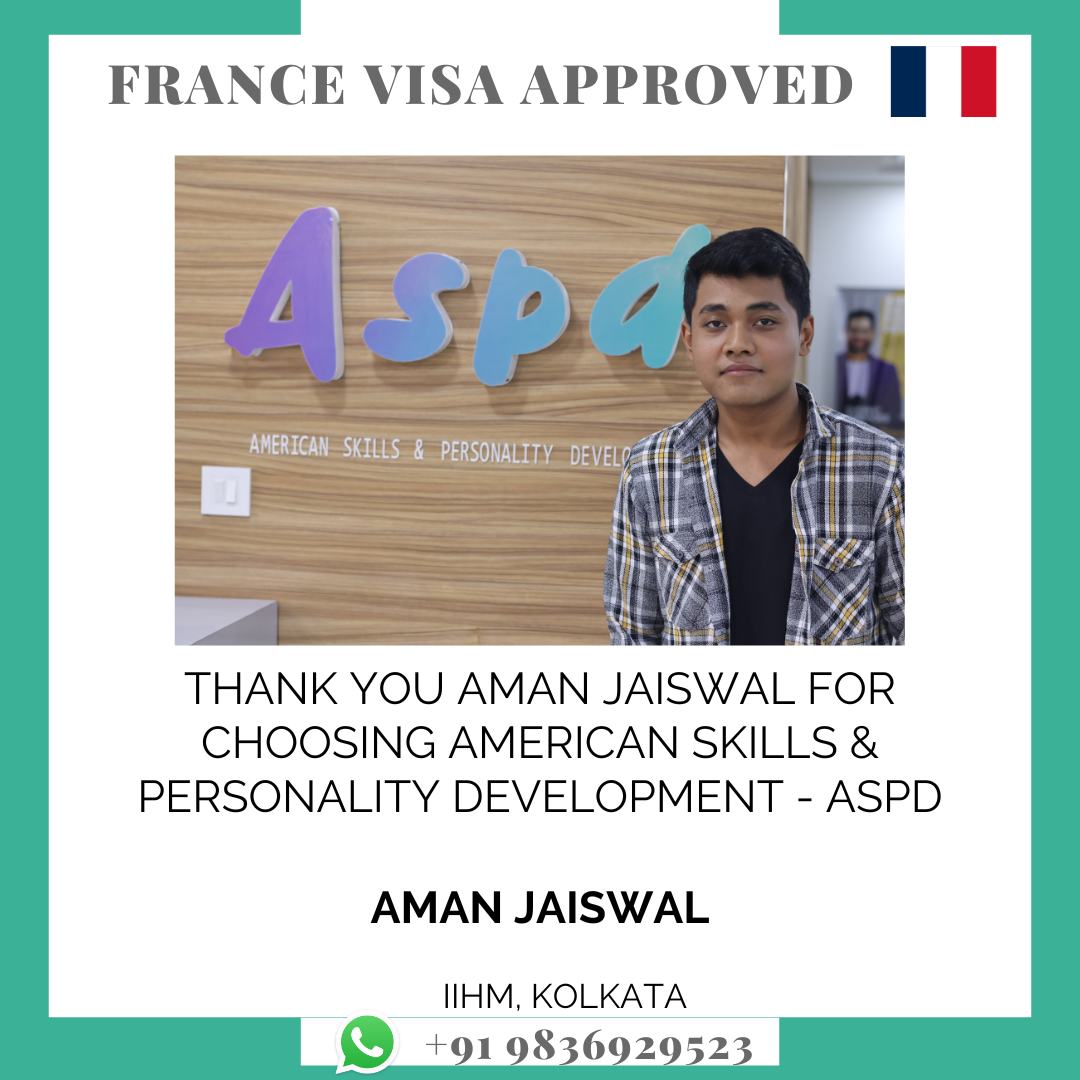 FRANCE VISA APPROVED
Aspd
AMERICAN SKILLS & PERSONALITY DEVELO
THANK YOU AMAN JAISWAL FOR
CHOOSING AMERICAN SKILLS &
PERSONALITY DEVELOPMENT - ASPD
AMAN JAISWAL
IIHM, KOLKATA
+91 9836929523